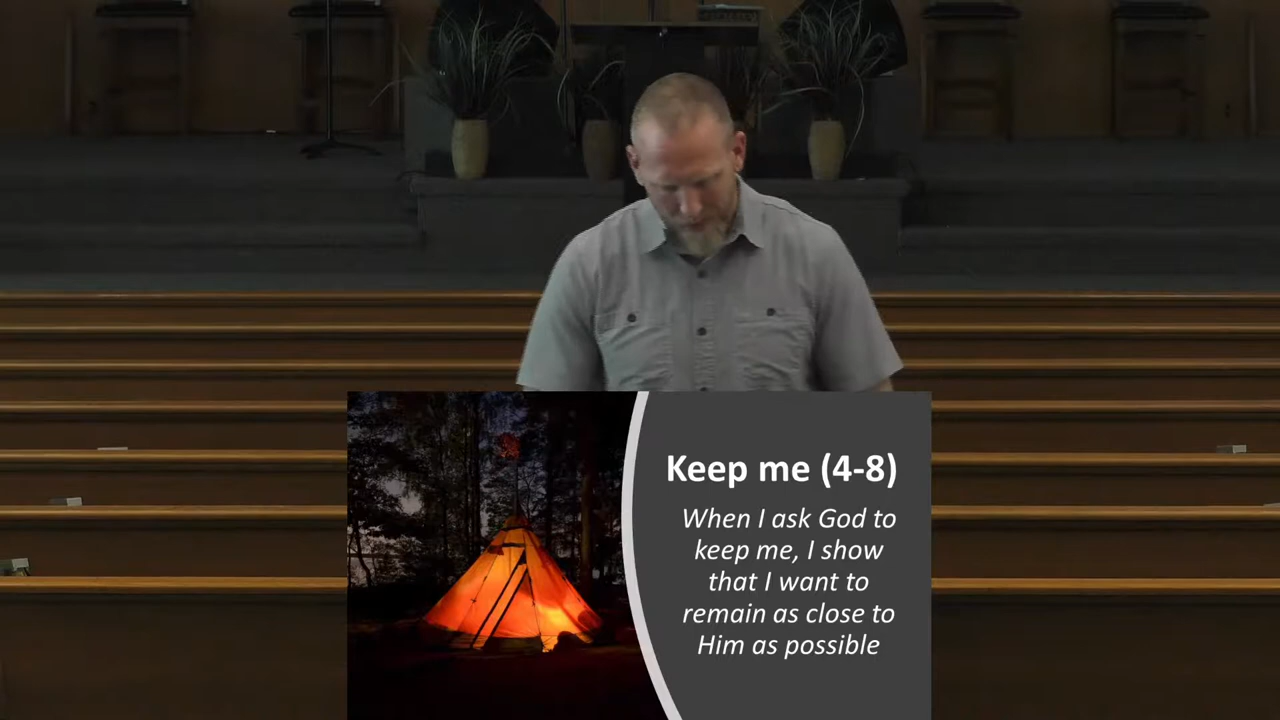 Keep me (4-8)
When I ask God to
keep me, I show
that I want to
remain as close to
Him as possible